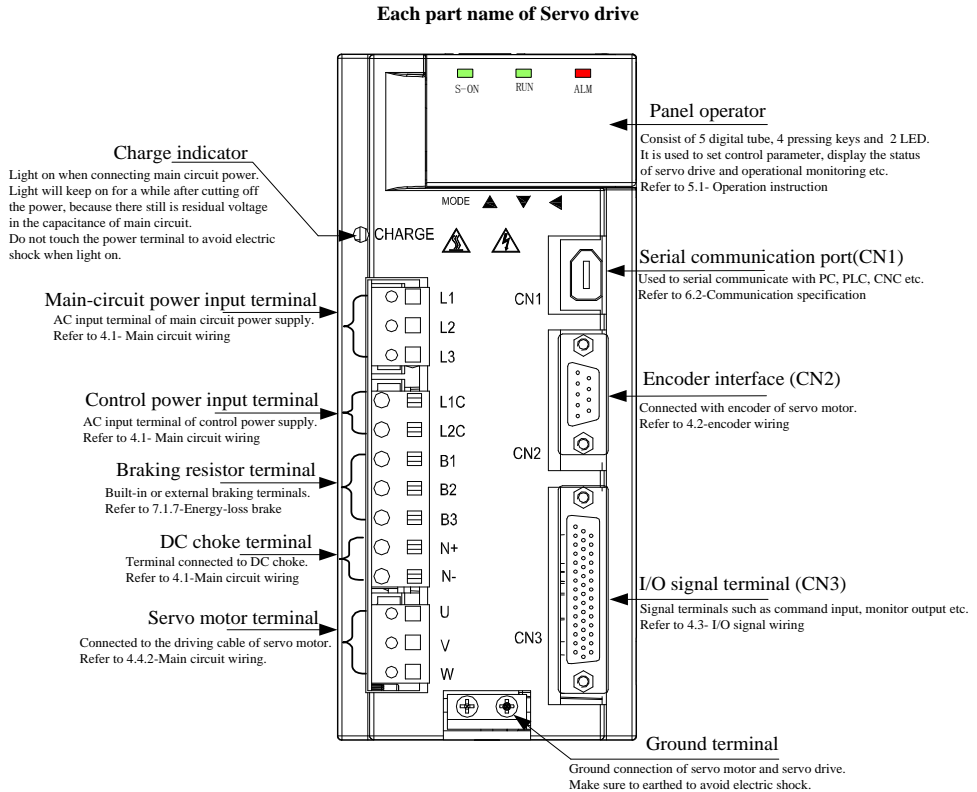 Each part name of Servo drive
S-ON
RUN
ALM
Panel operator
Consist of 5 digital tube, 4 pressing keys and 2 LED.
It is used to set control parameter, display the status
of servo drive and operational monitoring etc.
Refer to 5.1- Operation instruction
Charge indicator
Light on when connecting main circuit power.
Light will keep on for a while after cutting off
the power, because there still is residual voltage
in the capacitance of main circuit.
Do not touch the power terminal to avoid electric
shock when light on.
MODE
CHARGE
Serial communication port(CN1)
Used to serial communicate with PC, PLC, CNC etc.
Refer to 6.2-Communication specification
CN1
Main-circuit power input terminal
AC input terminal of main circuit power supply.
Refer to 4.1- Main circuit wiring
L1
L2
L3
Encoder interface (CN2)
Connected with encoder of servo motor.
Refer to 4.2-encoder wiring
CN2
Control power input terminal
AC input terminal of control power supply.
Refer to 4.1- Main circuit wiring
L1C
L2C
Braking resistor terminal
Built-in or external braking terminals.
Refer to 7.1.7-Energy-loss brake
B1
B2
B3
DC choke terminal
Terminal connected to DC choke.
Refer to 4.1-Main circuit wiring
N+
N-
I/O signal terminal (CN3)
Signal terminals such as command input, monitor output etc.
Refer to 4.3- I/O signal wiring
CN3
Servo motor terminal
Connected to the driving cable of servo motor.
Refer to 4.4.2-Main circuit wiring.
U
V
W
Ground terminal
Ground connection of servo motor and servo drive.
Make sure to earthed to avoid electric shock.